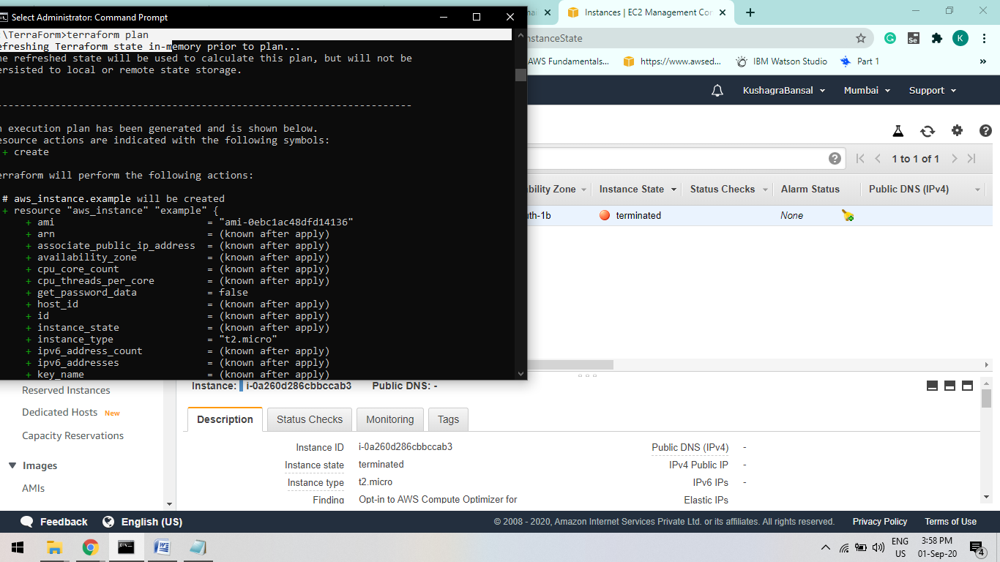 Select Administrator: Command Prompt
:\TerraForm>terraform plan
efreshing Terraform state in-memory prior to plan...
he refreshed state will be used to calculate this plan, but will not be
ersisted to local or remote state storage.
------------------------------------------------------------------------
n execution plan has been generated and is shown below.
esource actions are indicated with the following symbols:
+ create
erraform will perform the following actions:
# aws_instance.example will be created
+ resource "aws_instance" "example" {
+ ami = "ami-0ebc1ac48dfd14136"
+ arn = (known after apply)
+ associate_public_ip_address = (known after apply)
+ availability_zone = (known after apply)
+ cpu_core_count = (known after apply)
+ cpu_threads_per_core = (known after apply)
+ get_password_data = false
+ host_id = (known after apply)
+ id = (known after apply)
+ instance_state = (known after apply)
+ instance_type = "t2.micro"
+ ipv6_address_count = (known after apply)
+ ipv6_addresses = (known after apply)
+ key_name = (known after apply)
Instances | EC2 Management Cor
nstanceState
Se
K
AWS Fundamentals... https://www.awsed... IBM Watson Studio Part 1 »
KushagraBansal Mumbai Support
1 to 1 of 1
bility Zone Instance State Status Checks Alarm Status Public DNS (IPv4)
uth-1b terminated None
Reserved Instances
Dedicated Hosts New
Capacity Reservations
Images
AMIs
Instance: i-0a260d286cbbccab3 Public DNS: -
Description Status Checks Monitoring Tags
Instance ID i-0a260d286cbbccab3 Public DNS (IPv4) -
Instance state terminated IPv4 Public IP -
Instance type t2.micro IPv6 IPs -
Finding Opt-in to AWS Compute Optimizer for Elastic IPs
Feedback English (US) © 2008 - 2020, Amazon Internet Services Private Ltd. or its affiliates. All rights reserved. Privacy Policy Terms of Use
ENG 3:58 PM
US 01-Sep-20 4